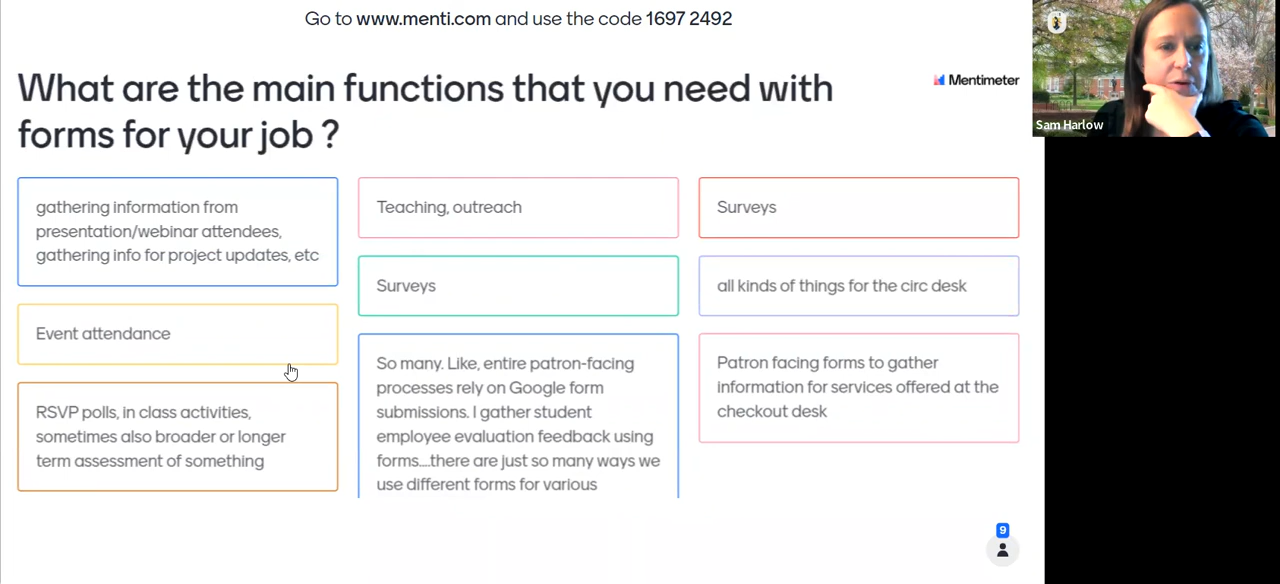 Go to www.menti.com and use the code 1697 2492
What are the main functions that you need with
forms for your job ?
Mentimeter
Sam Harlow
gathering information from
presentation/webinar attendees,
gathering info for project updates, etc
Event attendance
RSVP polls, in class activities,
sometimes also broader or longer
term assessment of something
Teaching, outreach
Surveys
So many. Like, entire patron-facing
processes rely on Google form
submissions. I gather student
employee evaluation feedback using
forms....there are just so many ways we
use different forms for various
Surveys
all kinds of things for the circ desk
Patron facing forms to gather
information for services offered at the
checkout desk
9